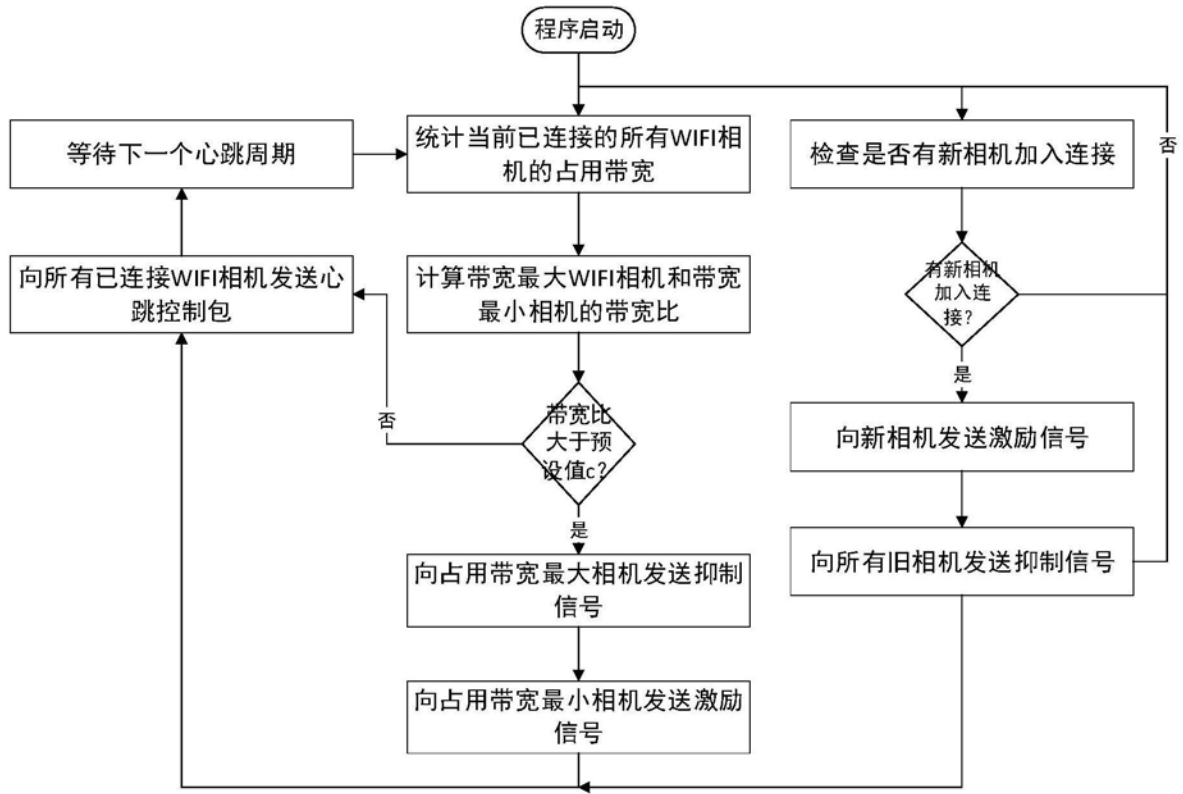 程序启动
等待下一个心跳周期
统计当前已连接的所有WIFI相
机的占用带宽
检查是否有新相机加入连接
否
向所有已连接WIFI相机发送心
跳控制包
计算带宽最大WIFI相机和带宽
最小相机的带宽比
有新相机
加入连
接?
是
否
带宽比
大于预
设值c?
向新相机发送激励信号
是
向占用带宽最大相机发送抑制
信号
向所有旧相机发送抑制信号
向占用带宽最小相机发送激励
信号